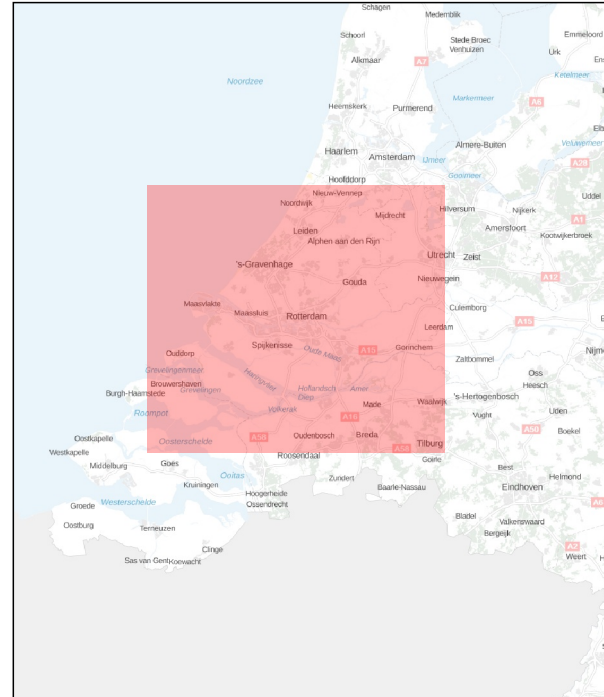 Schagen
Medemblik
Emmeloord
Schoorl
Stede Broec
Venhuizen
Urk
Alkmaar
A7
Ketelmeer
Noordzee
Markermeer
A6
Heemskerk
Purmerend
Haarlem
Amsterdam
Almere-Buiten
Veluwemeer
IJmeer
A28
Gooimeer
Hoofddorp
Nieuw-Vennep
Uddel
Noordwijk
Mijdrecht
Hilversum
Nijkerk
A1
Leiden
Alphen aan den Rijn
Amersfoort
Kootwijkerbroek
's-Gravenhage
Utrecht
Zeist
Gouda
Nieuwegein
A12
Maasvlakte
Maassluis
Rotterdam
Culemborg
A15
Leerdam
Spijkenisse
Oude Maas
A15
Gorinchem
Ouddorp
Zaltbommel
Grevelingenmeer
Haringvliet
Oss
Brouwershaven
Grevelingen
Hollandsch
Diep
Amer
Heesch
Burgh-Haamstede
Made
Waalwijk
's-Hertogenbosch
Roompot
Volkerak
A16
Vught
Uden
Oostkapelle
Oosterschelde
A58
Oudenbosch
Breda
A50
Boekel
Tilburg
A58
Westkapelle
Roosendaal
Goirle
Middelburg
Goes
Best
Kruiningen
Zundert
Baarle-Nassau
Eindhoven
Helmond
Hoogerheide
Ossendrecht
Westerschelde
Groede
Oostburg
Terneuzen
Bladel
Valkenswaard
Bergeijk
Clinge
A2
Weert
Sas van Gent
Koewacht